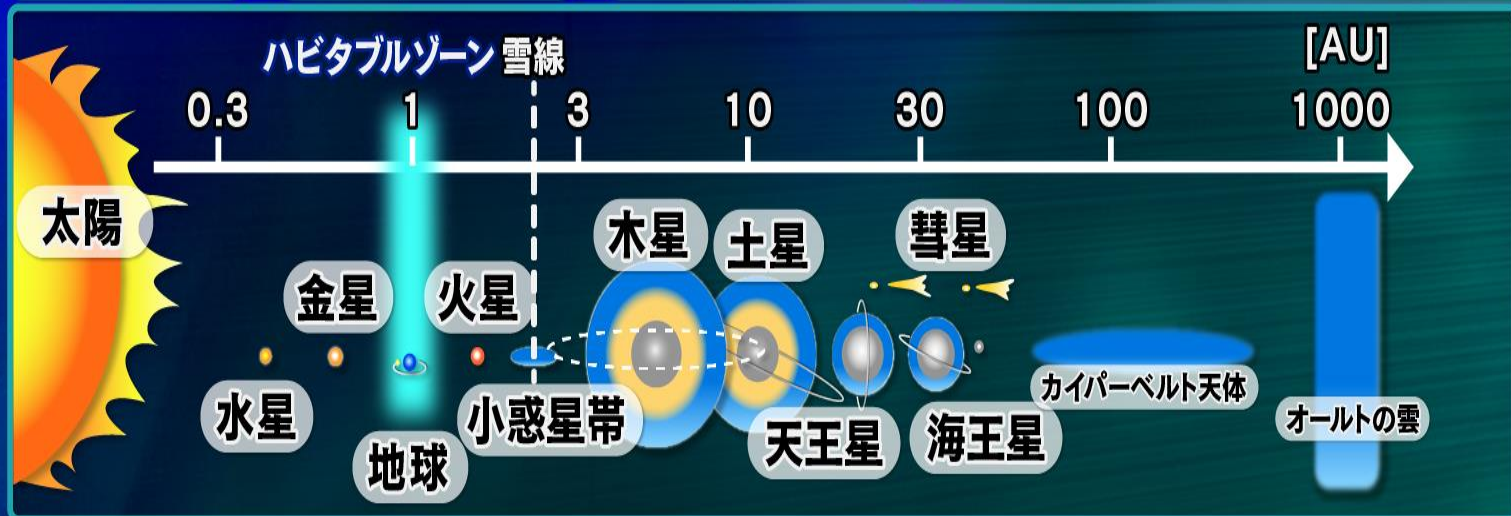 ハビタブルゾーン 雪線
[AU]
0.3 1 3 10 30 100 1000
太陽
木星
土星
彗星
金星
火星
水星
地球
小惑星帯
天王星
海王星
カイパーベルト天体
オールトの雲